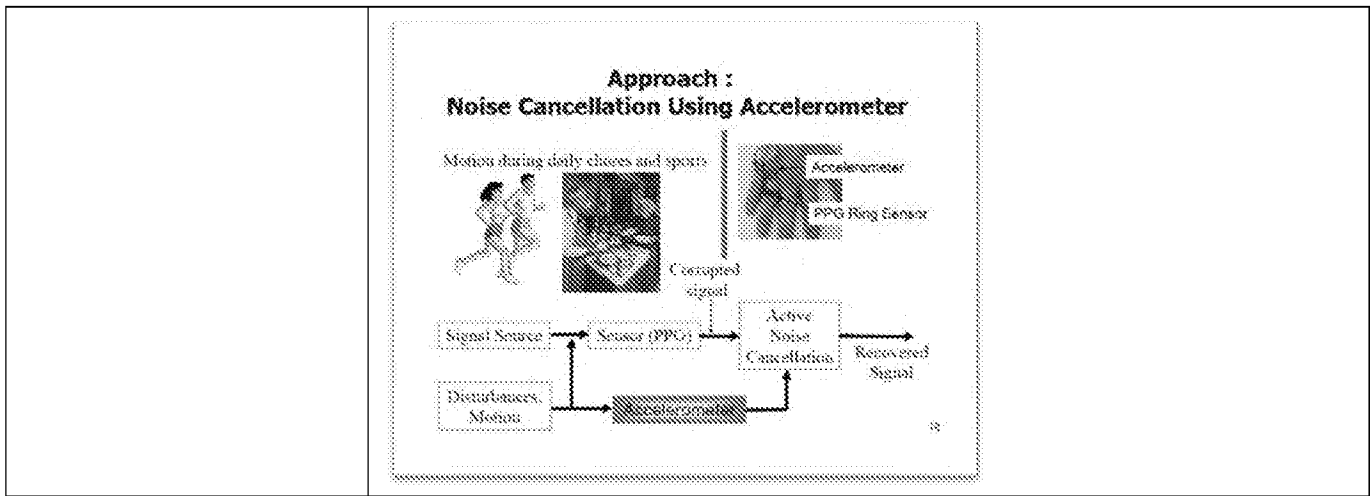 Approach :
Noise Cancellation Using Accelerometer
Motion during daily chores and sports
Accelerometer
PPG Ring Sensor
Corrupted
signal
Signal Source
Sensor (PPG)
Active
Noise
Cancellation
Recovered
Signal
Disturbances,
Motion
Accelerometer